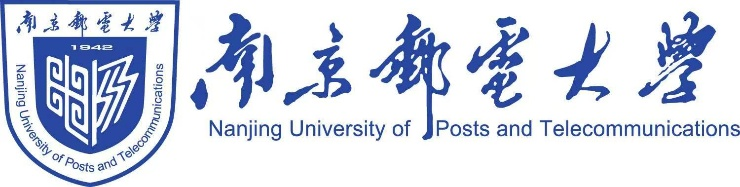 南京郵電大學
1942
Nanjing University of Posts and Telecommunications
南京郵電大學
Nanjing University of Posts and Telecommunications